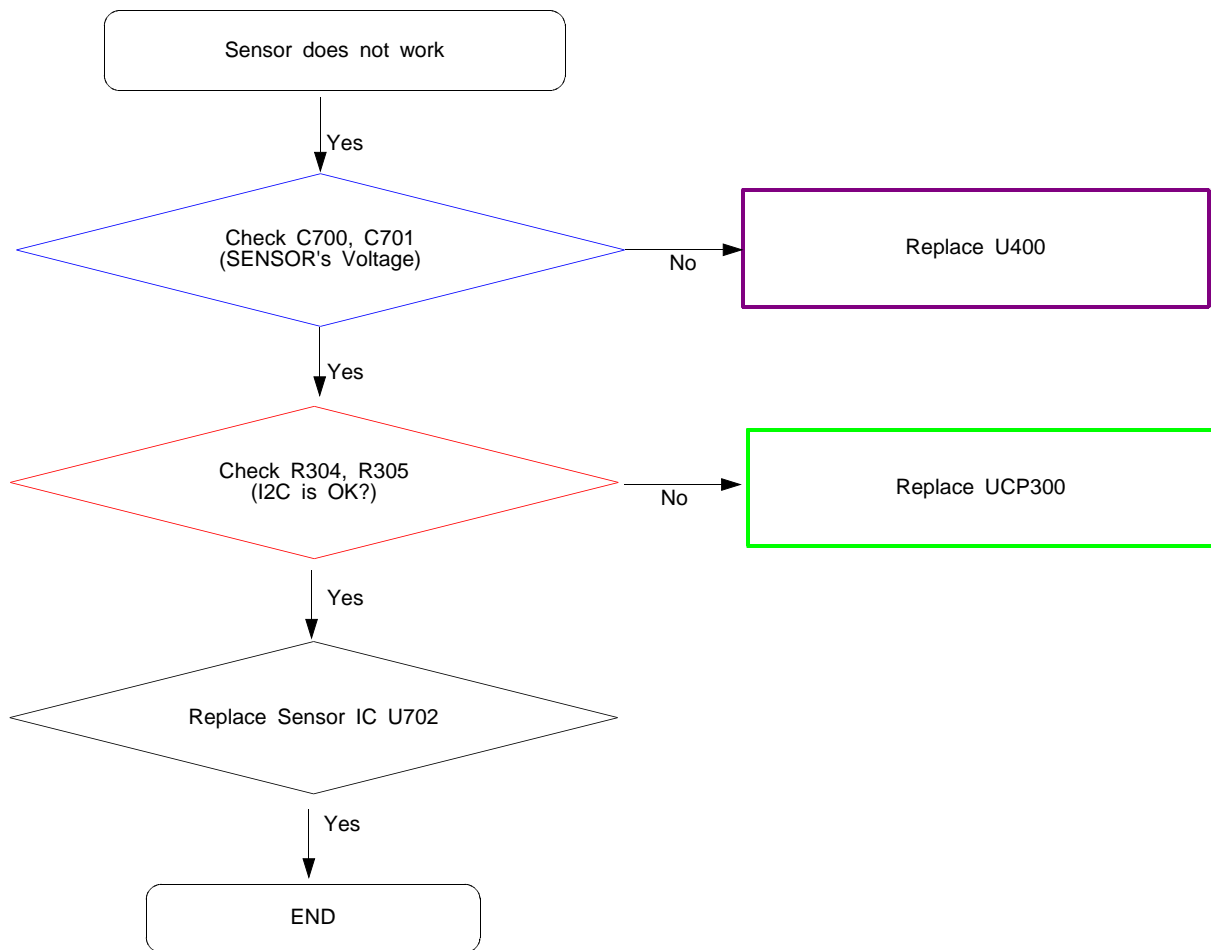 Sensor does not work
Yes
Check C700, C701
(SENSOR's Voltage)
No
Replace U400
Yes
Check R304, R305
(I2C is OK?)
No
Replace UCP300
Yes
Replace Sensor IC U702
Yes
END